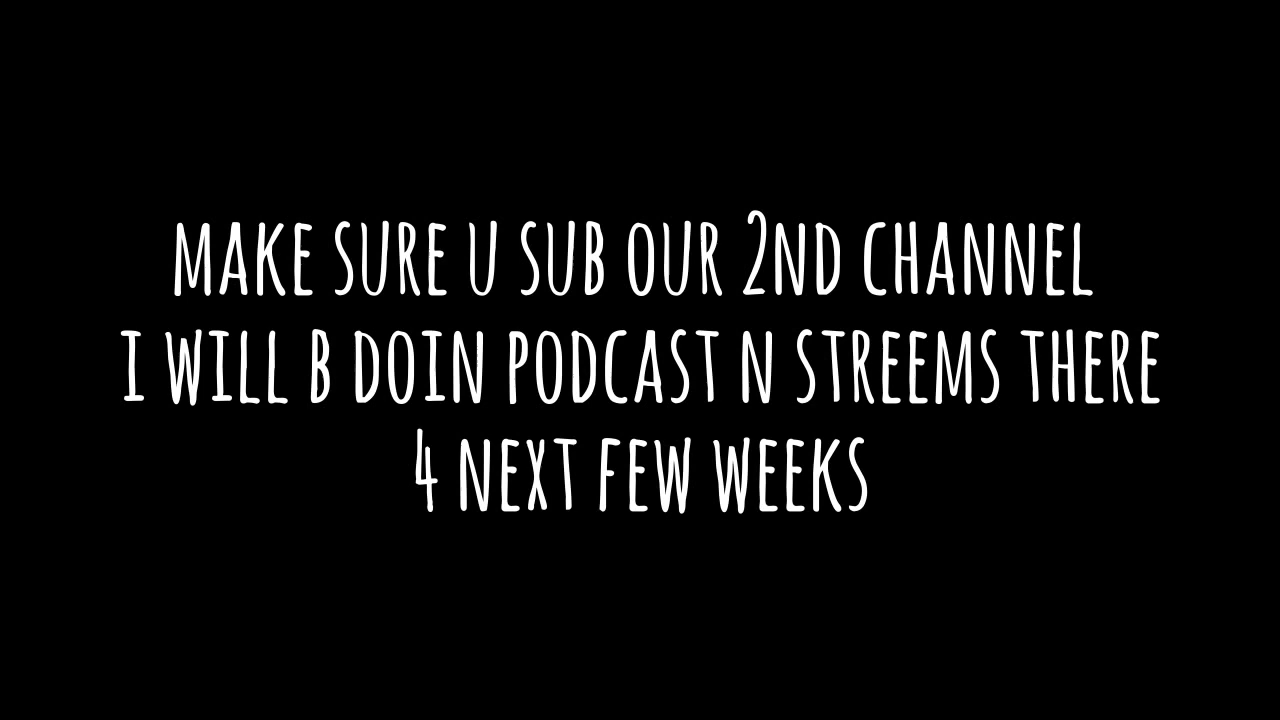 MAKE SURE U SUB OUR 2ND CHANNEL
I WILL B DOIN PODCAST N STREEMS THERE
4 NEXT FEW WEEKS